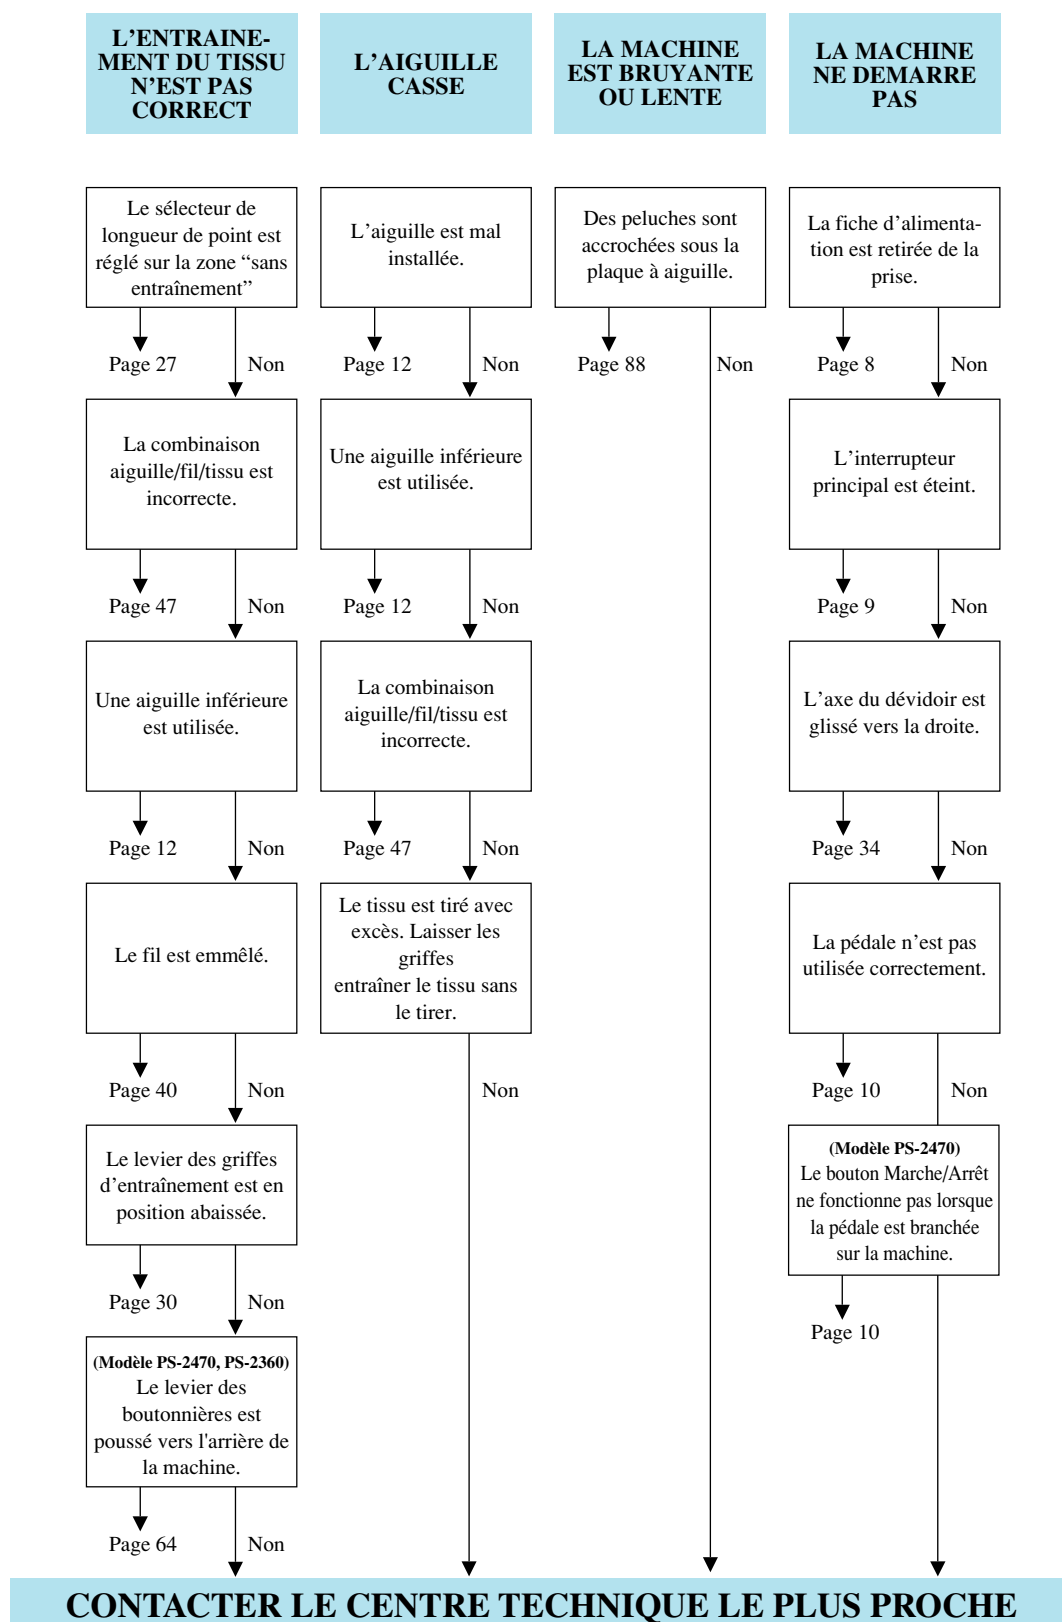 L'ENTRAINE-
MENT DU TISSU
N'EST PAS
CORRECT
Le sélecteur de
longueur de point est
réglé sur la zone “sans
entraînement”
Page 27
Non
La combinaison
aiguille/fil/tissu est
incorrecte.
Page 47
Non
Une aiguille inférieure
est utilisée.
Page 12
Non
Le fil est emmêlé.
Page 40
Non
Le levier des griffes
d’entraînement est en
position abaissée.
Page 30
Non
(Modèle PS-2470, PS-2360)
Le levier des
boutonnières est
poussé vers l'arrière de
la machine.
Page 64
Non
L'AIGUILLE
CASSE
L’aiguille est mal
installée.
Page 12
Non
Une aiguille inférieure
est utilisée.
Page 12
Non
La combinaison
aiguille/fil/tissu est
incorrecte.
Page 47
Non
Le tissu est tiré avec
excès. Laisser les
griffes
entraîner le tissu sans
le tirer.
Non
LA MACHINE
EST BRUYANTE
OU LENTE
Des peluches sont
accrochées sous la
plaque à aiguille.
Page 88
Non
LA MACHINE
NE DEMARRE
PAS
La fiche d’alimenta-
tion est retirée de la
prise.
Page 8
Non
L’interrupteur
principal est éteint.
Page 9
Non
L’axe du dévidoir est
glissé vers la droite.
Page 34
Non
La pédale n’est pas
utilisée correctement.
Page 10
Non
(Modèle PS-2470)
Le bouton Marche/Arrêt
ne fonctionne pas lorsque
la pédale est branchée
sur la machine.
Page 10
CONTACTER LE CENTRE TECHNIQUE LE PLUS PROCHE